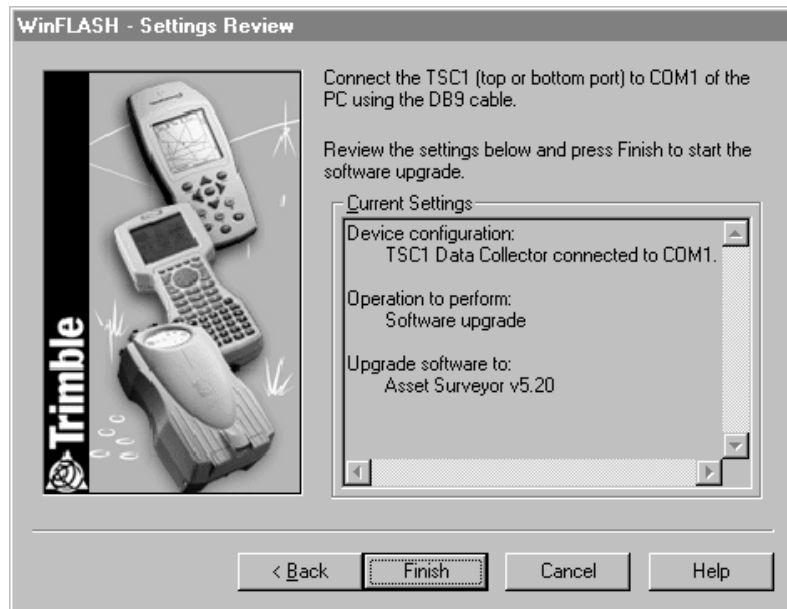 WinFLASH - Settings Review
Connect the TSC1 (top or bottom port) to COM1 of the
PC using the DB9 cable.
Review the settings below and press Finish to start the
software upgrade.
Current Settings
Device configuration:
TSC1 Data Collector connected to COM1.
Operation to perform:
Software upgrade
Upgrade software to:
Asset Surveyor v5.20
Trimble
< Back
Finish
Cancel
Help